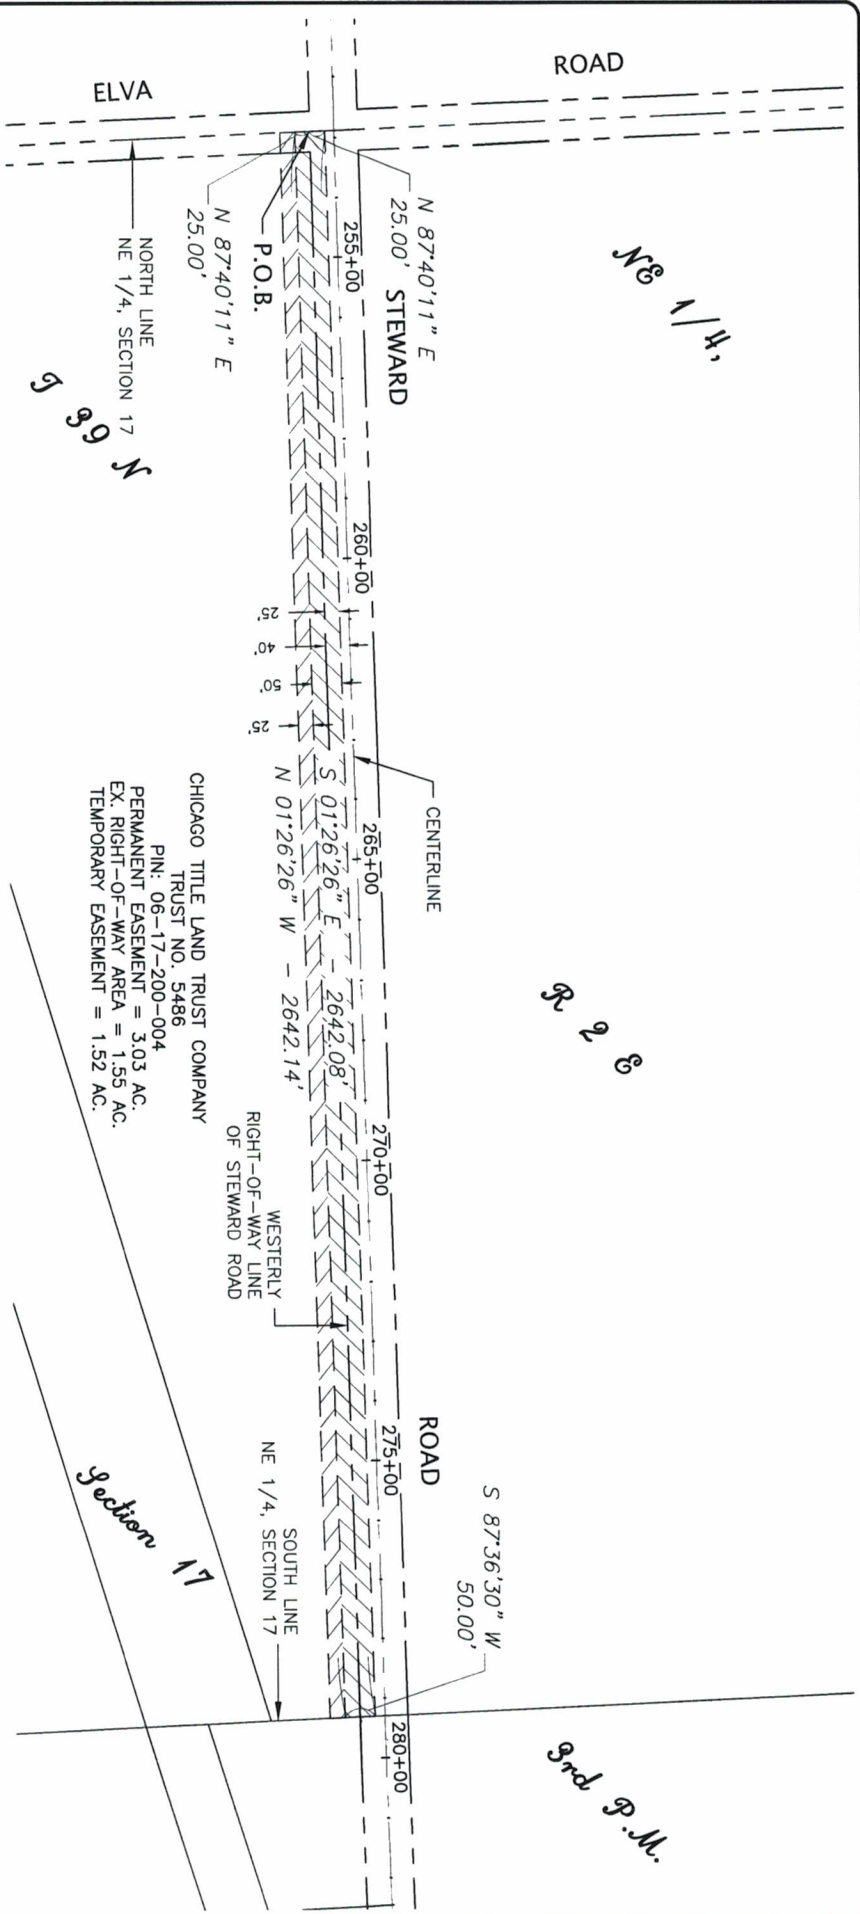 ELVA
ROAD
NE 1/4,
N 87°40'11" E
25.00'
STEWARD
255+00
P.O.B.
N 87°40'11" E
25.00'
NORTH LINE
NE 1/4, SECTION 17
T 39 N
260+00
25'
40'
50'
25'
CENTERLINE
265+00
S 01°26'26" E - 2642.08'
N 01°26'26" W - 2642.14'
CHICAGO TITLE LAND TRUST COMPANY
TRUST NO. 5486
PIN: 06-17-200-004
PERMANENT EASEMENT = 3.03 AC.
EX. RIGHT-OF-WAY AREA = 1.55 AC.
TEMPORARY EASEMENT = 1.52 AC.
R 2 E
270+00
WESTERLY
RIGHT-OF-WAY LINE
OF STEWARD ROAD
ROAD
275+00
S 87°36'30" W
50.00'
SOUTH LINE
NE 1/4, SECTION 17
Section 17
280+00
3rd P.M.